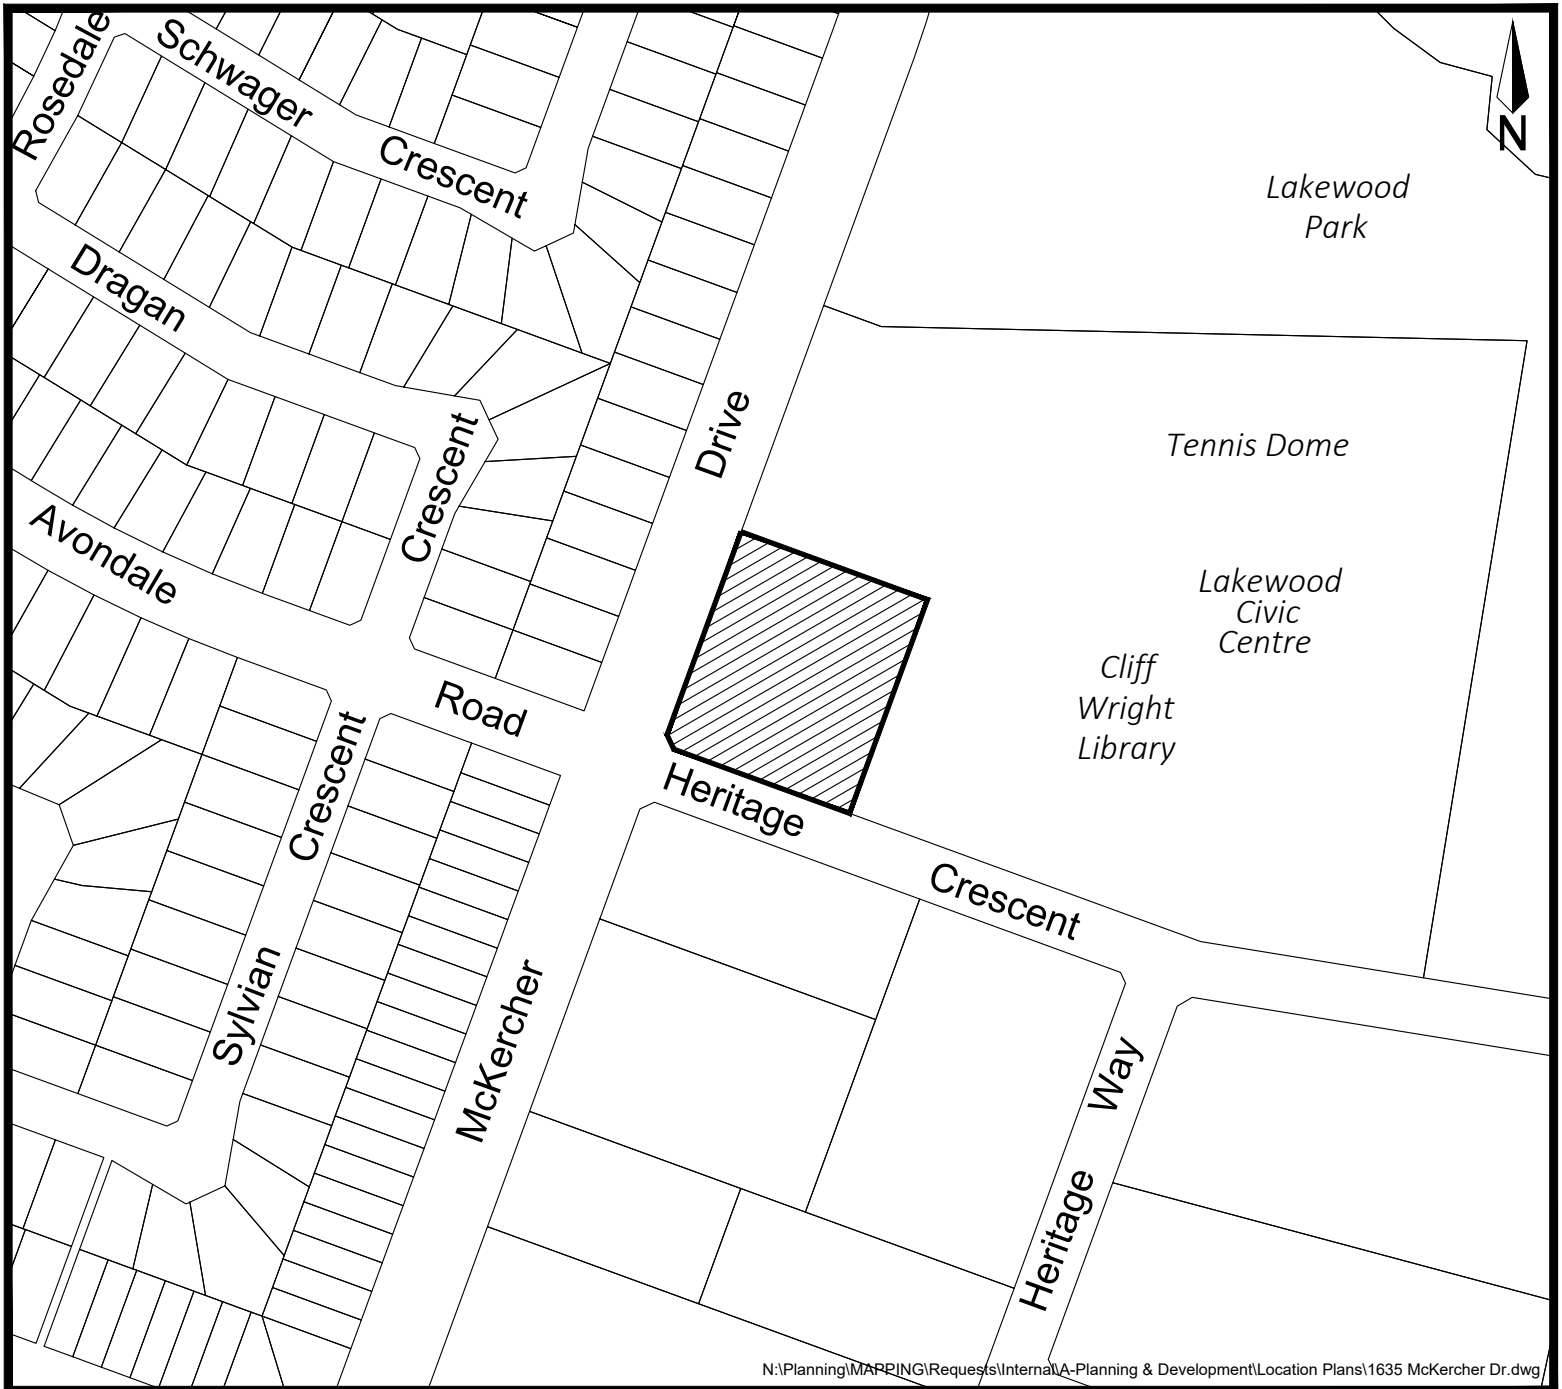 Rosedale
Schwager
Crescent
N
Lakewood
Park
Dragan
Crescent
Drive
Tennis Dome
Avondale
Road
Lakewood
Civic
Centre
Cliff
Wright
Library
Heritage
Crescent
Sylvian
Crescent
McKercher
Heritage
Way
N:\Planning\MAPPING\Requests\Internal\A-Planning & Development\Location Plans\1635 McKercher Dr.dwg